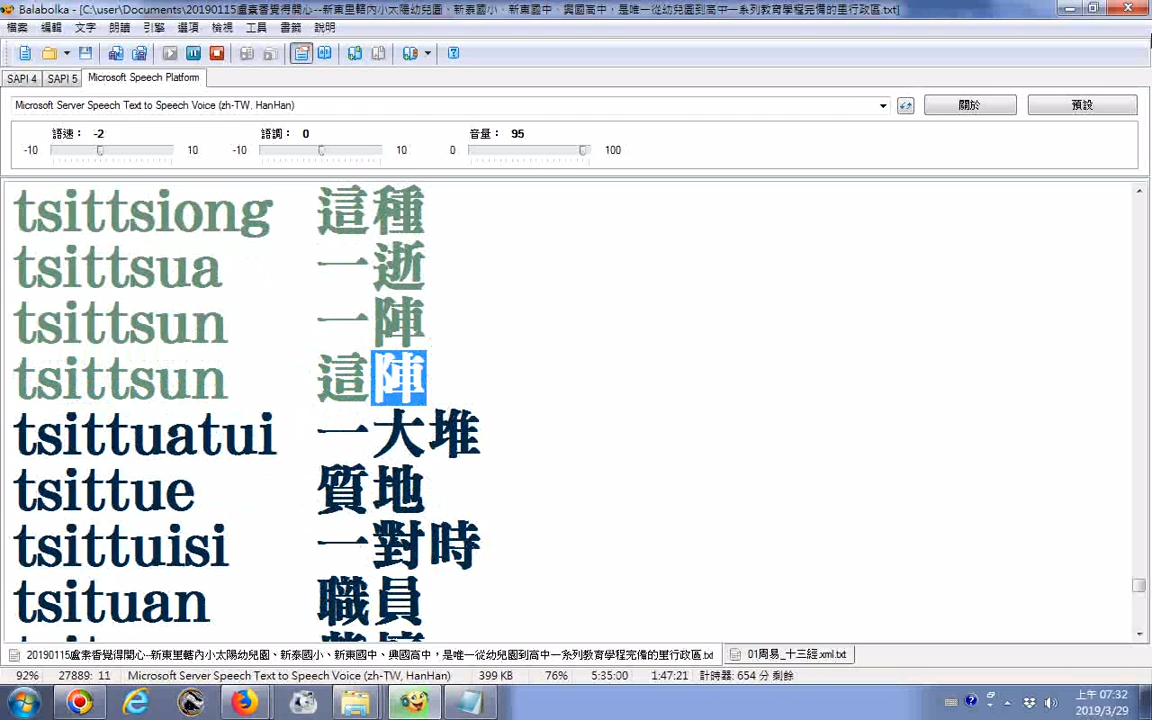 Balabolka - [C:\user\Documents\20190115盧素香覺得開心--新東里轄內小太陽幼兒園、新泰國小、新東國中、興國高中，是唯一從幼兒園到高中一系列教育學程完備的里行政區.txt]
檔案 編輯 文字 朗讀 引擎 選項 檢視 工具 書籤 說明
SAPI 4 SAPI 5 Microsoft Speech Platform
Microsoft Server Speech Text to Speech Voice (zh-TW, HanHan) 關於 預設
語速： -2 語調： 0 音量： 95
-10 10 -10 10 0 100
tsittsiong 這種
tsittsua 一逝
tsittsun 一陣
tsittsun 這陣
tsittuatui 一大堆
tsittue 質地
tsittuisi 一對時
tsituan 職員
20190115盧素香覺得開心--新東里轄內小太陽幼兒園、新泰國小、新東國中、興國高中，是唯一從幼兒園到高中一系列教育學程完備的里行政區.txt 01周易_十三經.xml.txt
92% 27889: 11 Microsoft Server Speech Text to Speech Voice (zh-TW, HanHan) 399 KB 76% 5:35:00 1:47:21 計時器: 654 分 剩餘
上午 07:32
2019/3/29